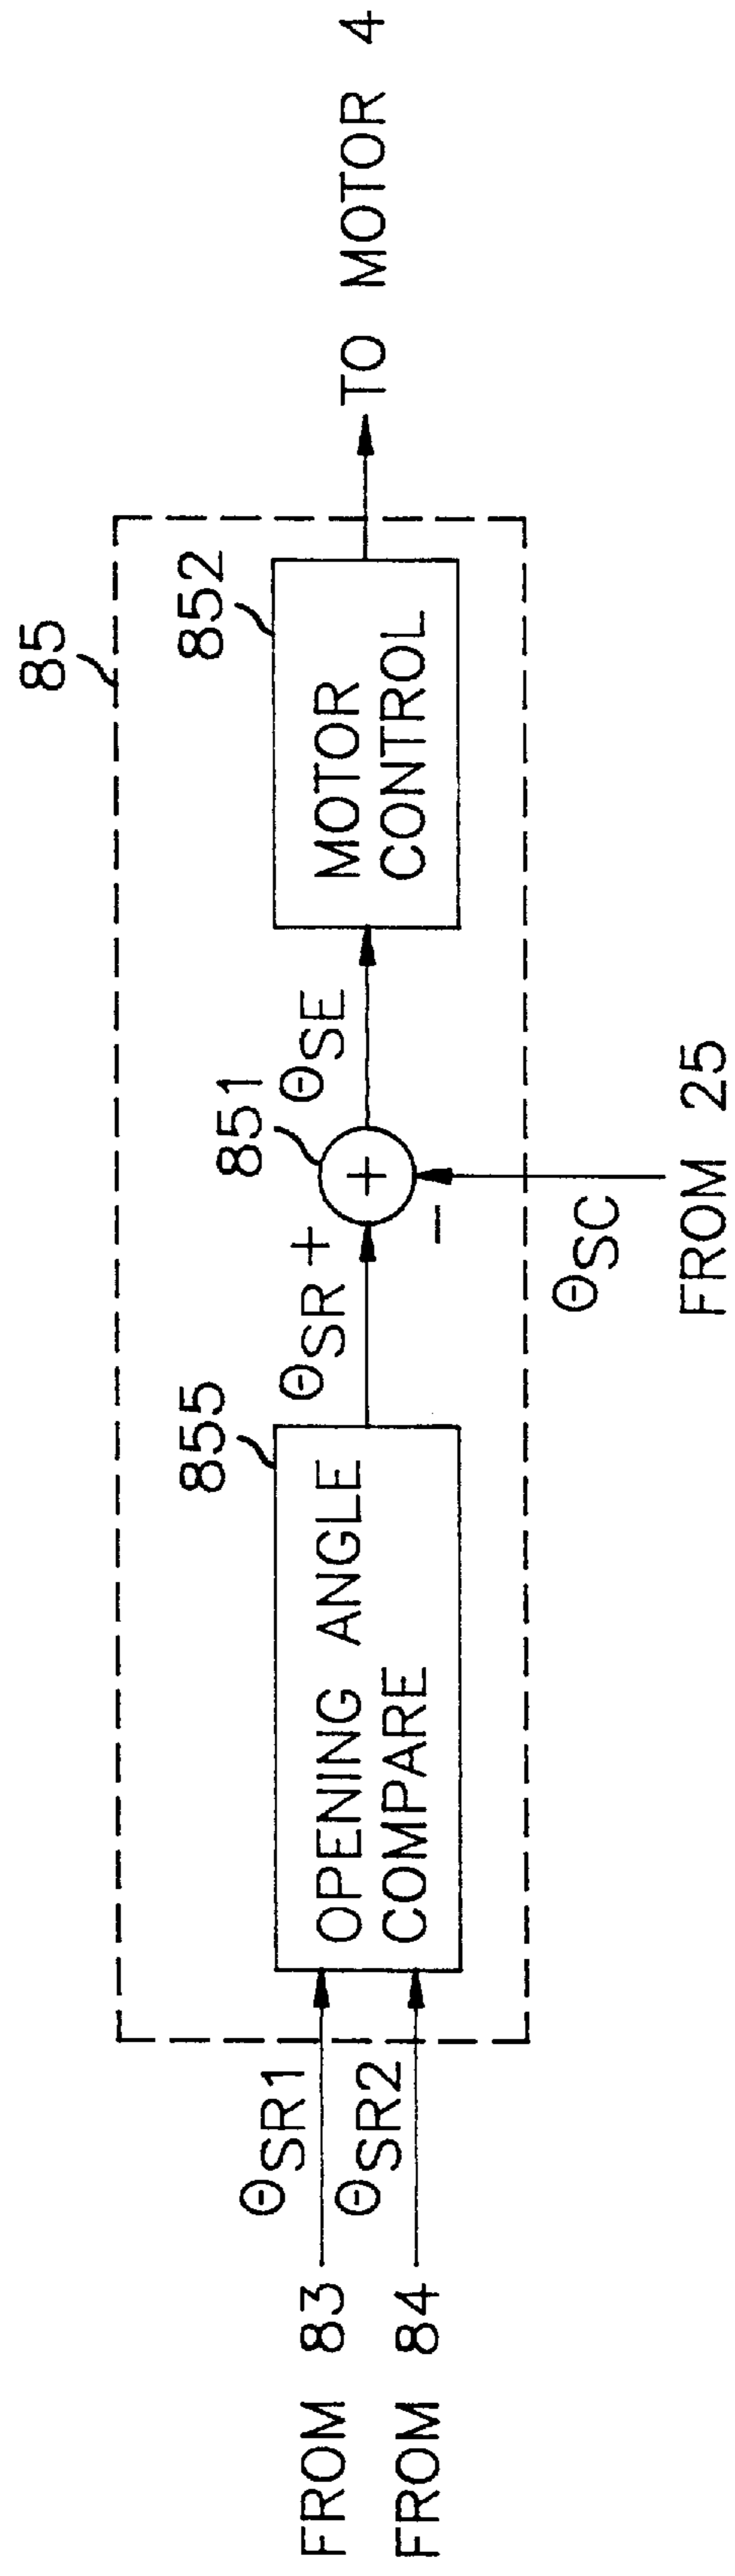 85
852
MOTOR
CONTROL
TO MOTOR 4
851
θSE
θSR +
+
−
θSC
FROM 25
855
OPENING ANGLE
COMPARE
θSR1
θSR2
FROM 83
FROM 84